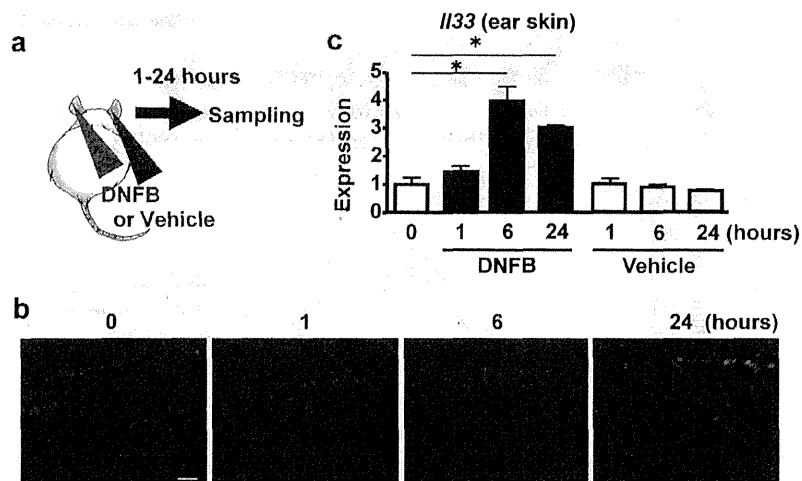 a
1-24 hours
Sampling
DNFB
or Vehicle
c
Il33 (ear skin)
*
*
Expression
5
4
3
2
1
0
0 1 6 24 1 6 24 (hours)
DNFB Vehicle
b
0 1 6 24 (hours)